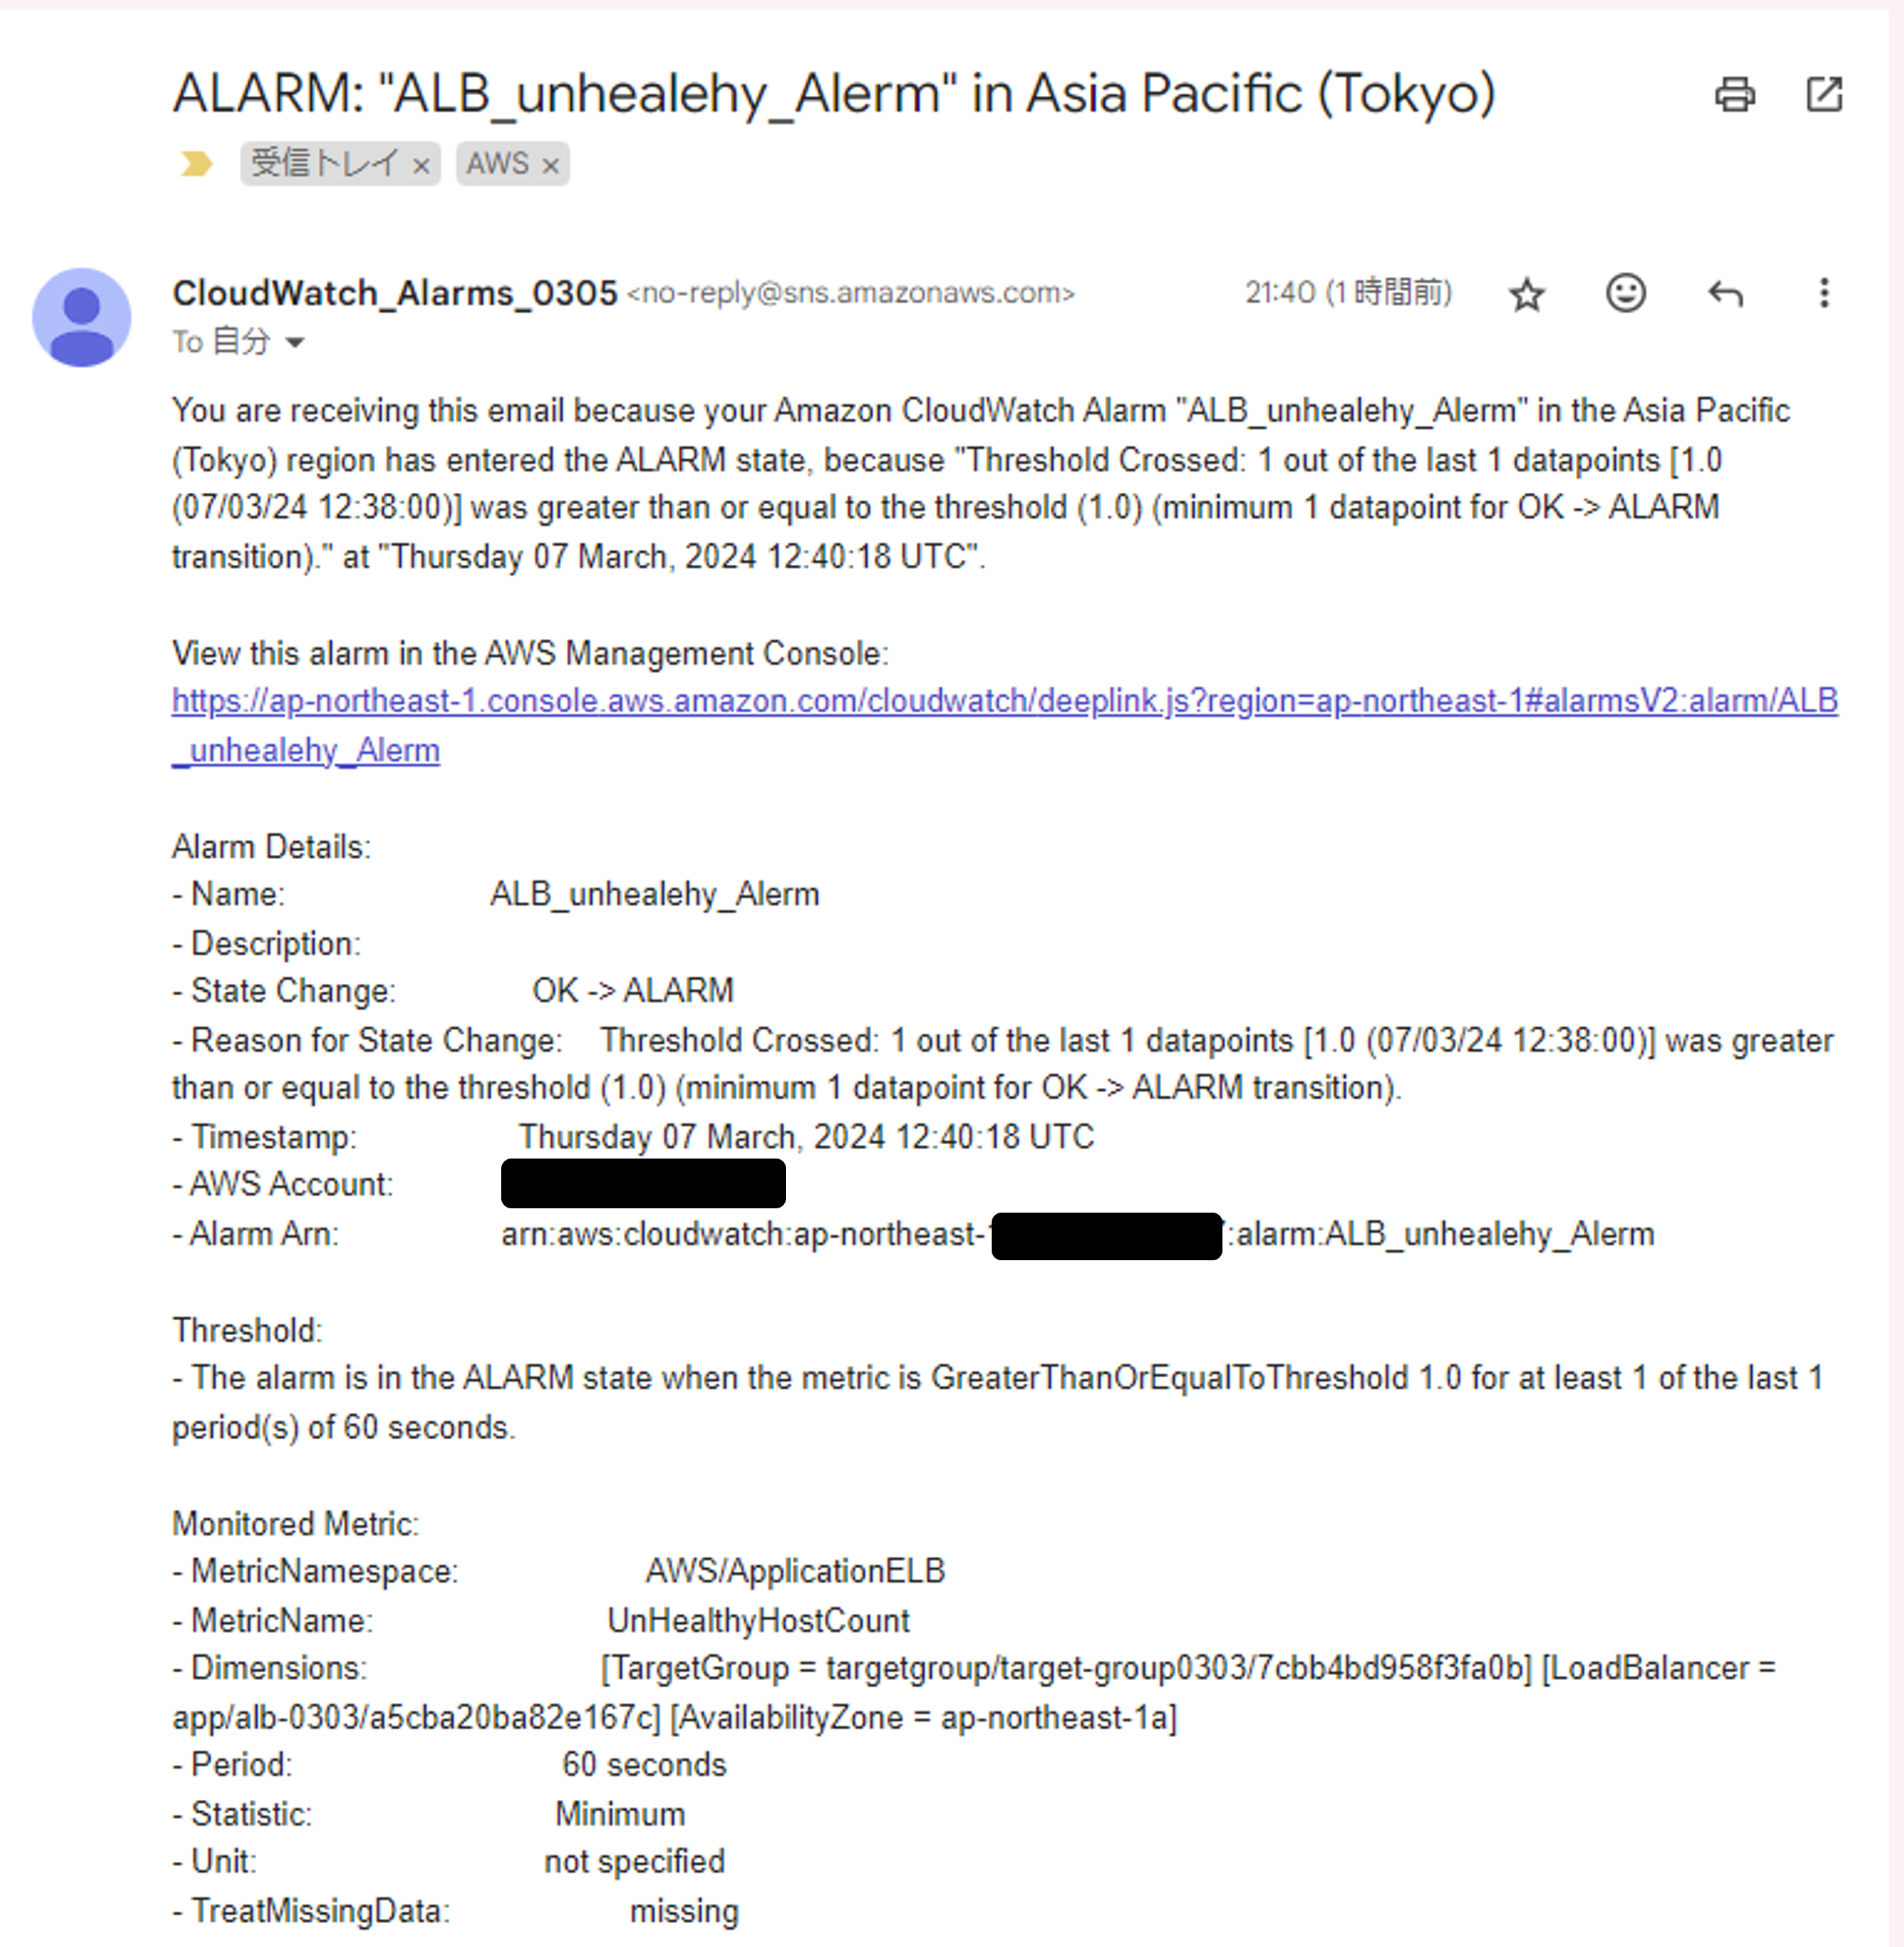 ALARM: "ALB_unhealehy_Alerm" in Asia Pacific (Tokyo)
受信トレイ × AWS ×
CloudWatch_Alarms_0305 <no-reply@sns.amazonaws.com> 21:40 (1 時間前)
To 自分
You are receiving this email because your Amazon CloudWatch Alarm "ALB_unhealehy_Alerm" in the Asia Pacific
(Tokyo) region has entered the ALARM state, because "Threshold Crossed: 1 out of the last 1 datapoints [1.0
(07/03/24 12:38:00)] was greater than or equal to the threshold (1.0) (minimum 1 datapoint for OK -> ALARM
transition)." at "Thursday 07 March, 2024 12:40:18 UTC".
View this alarm in the AWS Management Console:
https://ap-northeast-1.console.aws.amazon.com/cloudwatch/deeplink.js?region=ap-northeast-1#alarmsV2:alarm/ALB
_unhealehy_Alerm
Alarm Details:
- Name: ALB_unhealehy_Alerm
- Description:
- State Change: OK -> ALARM
- Reason for State Change: Threshold Crossed: 1 out of the last 1 datapoints [1.0 (07/03/24 12:38:00)] was greater
than or equal to the threshold (1.0) (minimum 1 datapoint for OK -> ALARM transition).
- Timestamp: Thursday 07 March, 2024 12:40:18 UTC
- AWS Account:
- Alarm Arn: arn:aws:cloudwatch:ap-northeast- :alarm:ALB_unhealehy_Alerm
Threshold:
- The alarm is in the ALARM state when the metric is GreaterThanOrEqualToThreshold 1.0 for at least 1 of the last 1
period(s) of 60 seconds.
Monitored Metric:
- MetricNamespace: AWS/ApplicationELB
- MetricName: UnHealthyHostCount
- Dimensions: [TargetGroup = targetgroup/target-group0303/7cbb4bd958f3fa0b] [LoadBalancer =
app/alb-0303/a5cba20ba82e167c] [AvailabilityZone = ap-northeast-1a]
- Period: 60 seconds
- Statistic: Minimum
- Unit: not specified
- TreatMissingData: missing